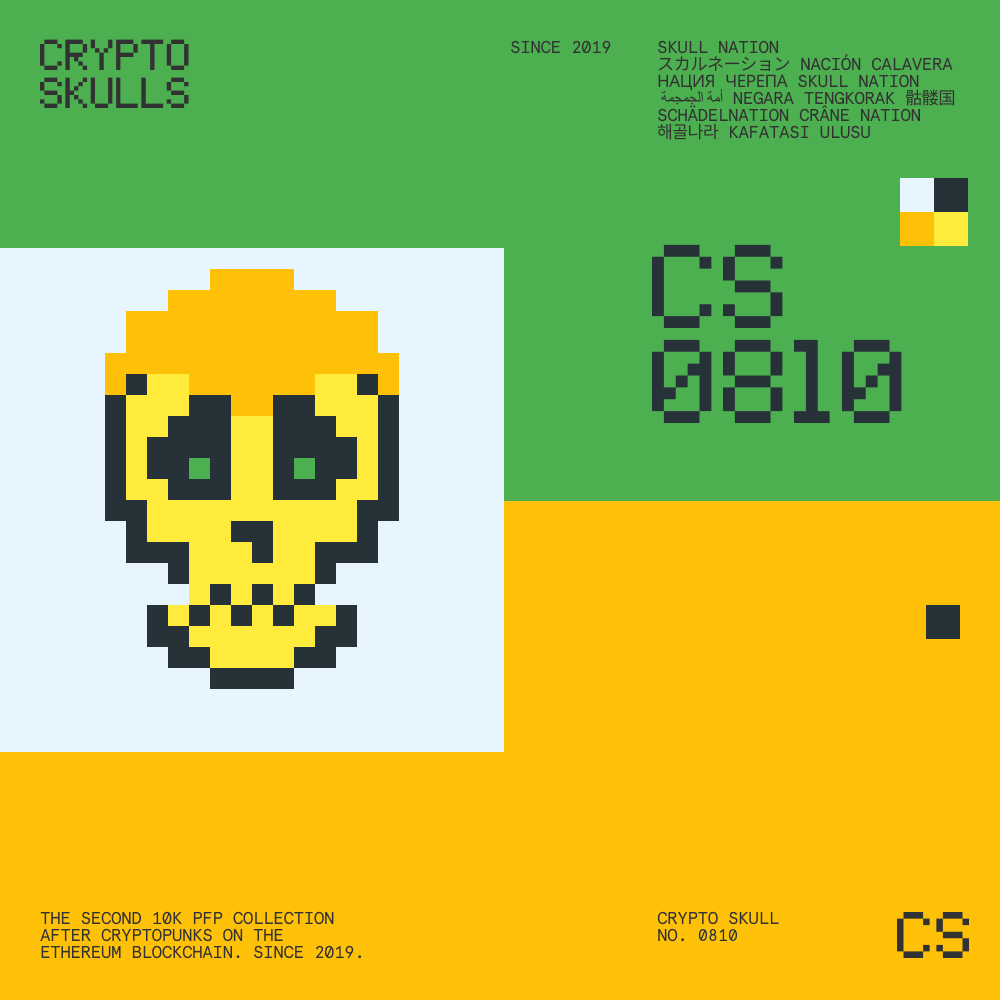 CRYPTO
SKULLS
SINCE 2019
SKULL NATION
スカルネーション NACIÓN CALAVERA
НАЦИЯ ЧЕРЕПА SKULL NATION
أمة الجمجمة NEGARA TENGKORAK 骷髅国
SCHÄDELNATION CRÂNE NATION
해골나라 KAFATASI ULUSU
CS
0810
THE SECOND 10K PFP COLLECTION
AFTER CRYPTOPUNKS ON THE
ETHEREUM BLOCKCHAIN. SINCE 2019.
CRYPTO SKULL
NO. 0810
CS